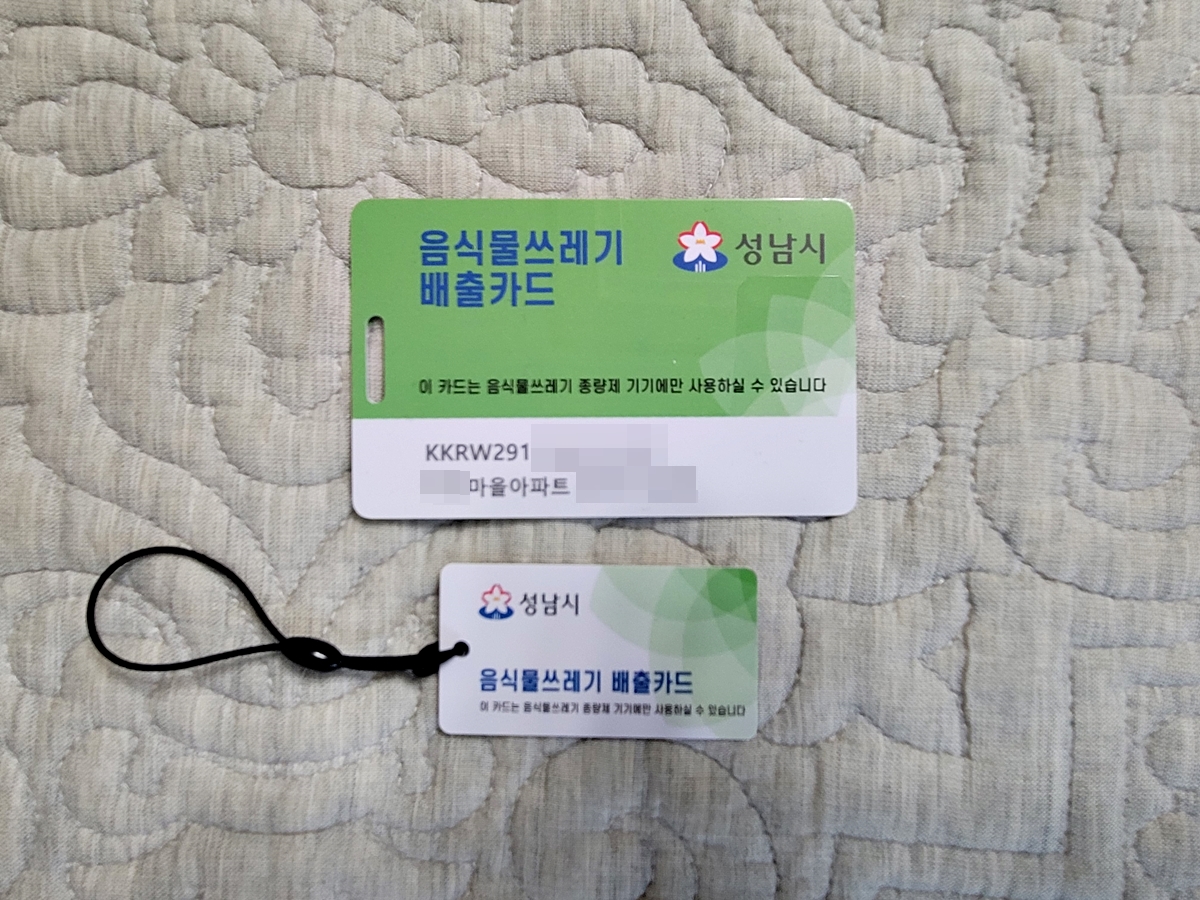 음식물쓰레기
배출카드
성남시
이 카드는 음식물쓰레기 종량제 기기에만 사용하실 수 있습니다
KKRW291
마을아파트
성남시
음식물쓰레기 배출카드
이 카드는 음식물쓰레기 종량제 기기에만 사용하실 수 있습니다